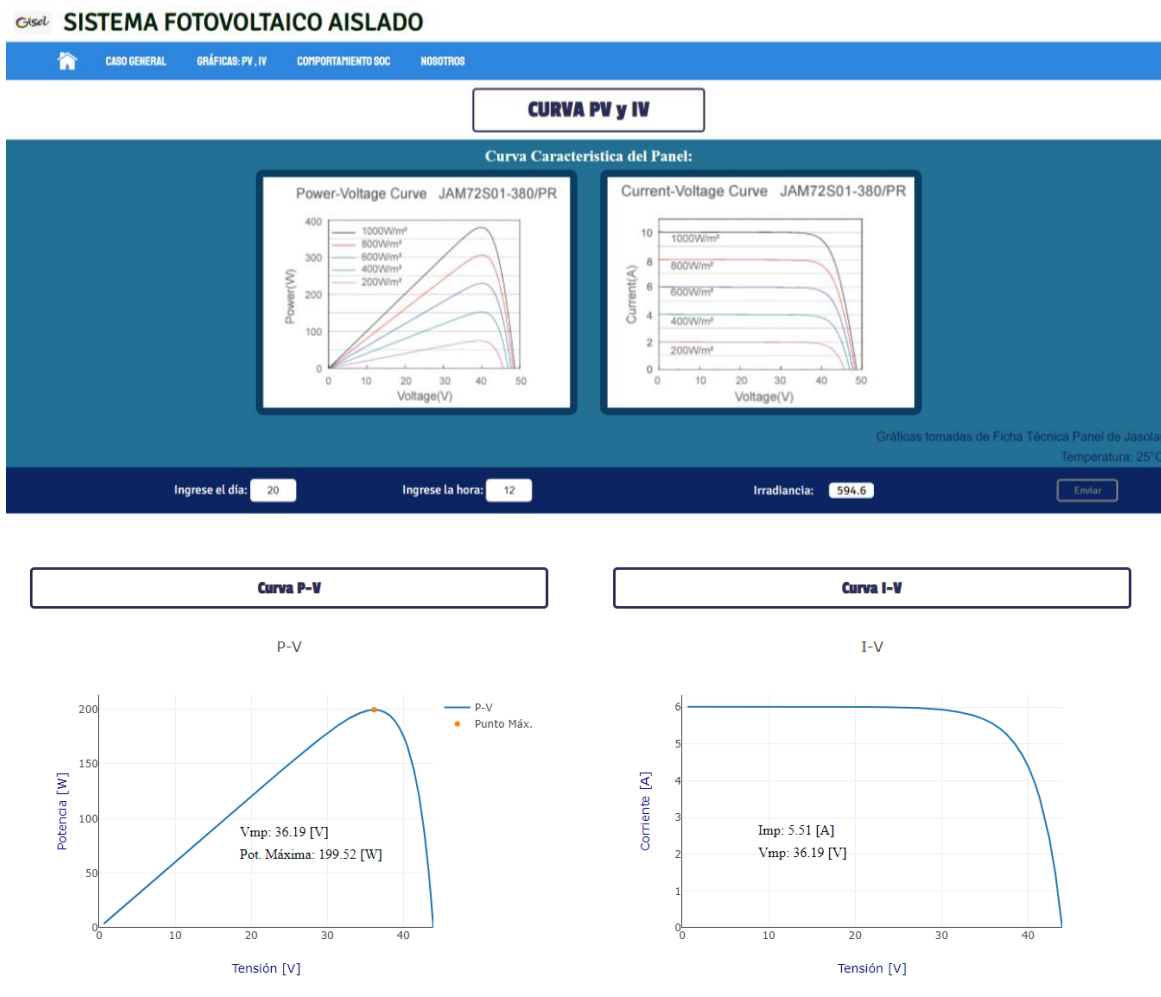 Gisel SISTEMA FOTOVOLTAICO AISLADO
CASO GENERAL GRÁFICAS: PV , IV COMPORTAMIENTO SOC NOSOTROS
CURVA PV y IV
Curva Caracteristica del Panel:
Power-Voltage Curve JAM72S01-380/PR
400
300
200
100
0
Power(W)
1000W/m²
800W/m²
600W/m²
400W/m²
200W/m²
0 10 20 30 40 50
Voltage(V)
Current-Voltage Curve JAM72S01-380/PR
10
8
6
4
2
0
Current(A)
1000W/m²
800W/m²
600W/m²
400W/m²
200W/m²
0 10 20 30 40 50
Voltage(V)
Gráficas tomadas de Ficha Técnica Panel de Jasolar
Temperatura: 25°C
Ingrese el día: 20 Ingrese la hora: 12 Irradiancia: 594.6 Enviar
Curva P-V
P-V
200
150
100
50
0
Potencia [W]
P-V
Punto Máx.
Vmp: 36.19 [V]
Pot. Máxima: 199.52 [W]
0 10 20 30 40
Tensión [V]
Curva I-V
I-V
6
5
4
3
2
1
0
Corriente [A]
Imp: 5.51 [A]
Vmp: 36.19 [V]
0 10 20 30 40
Tensión [V]